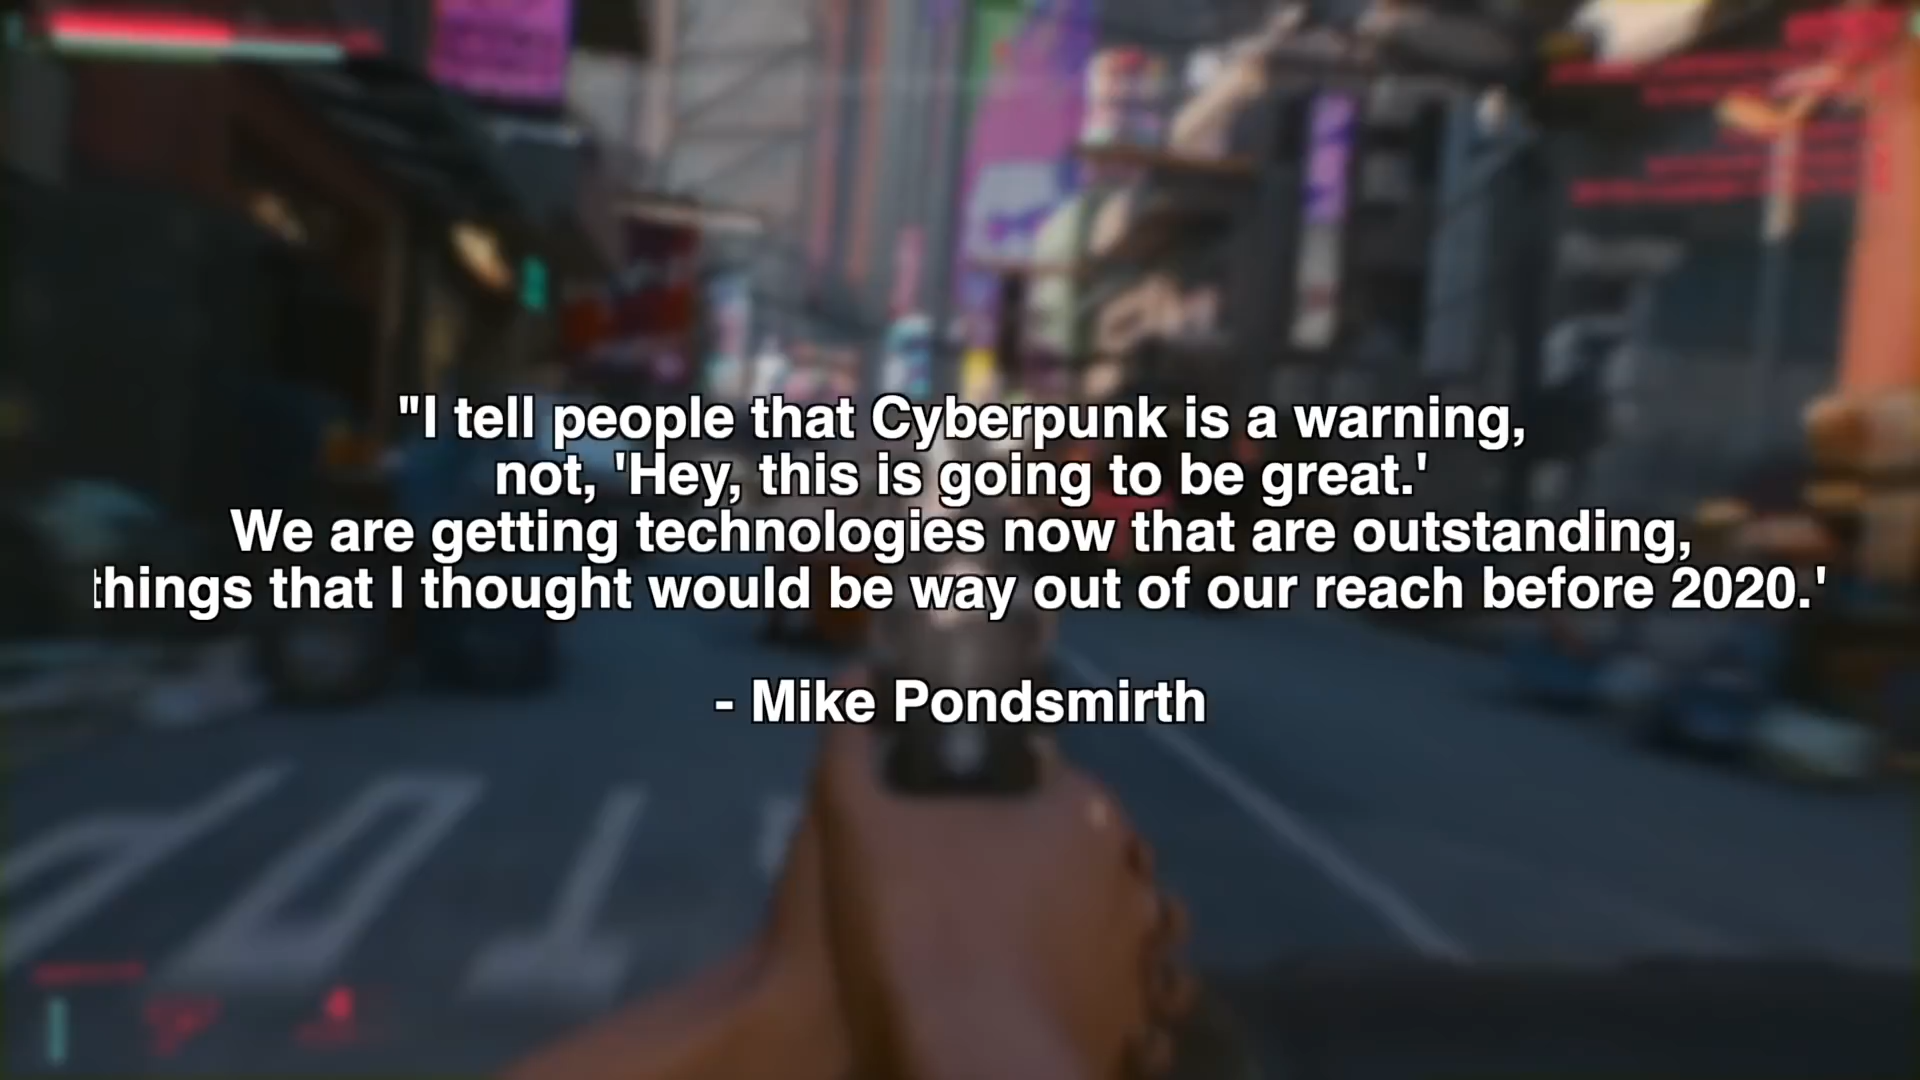 "I tell people that Cyberpunk is a warning,
not, 'Hey, this is going to be great.'
We are getting technologies now that are outstanding,
things that I thought would be way out of our reach before 2020.'
- Mike Pondsmirth